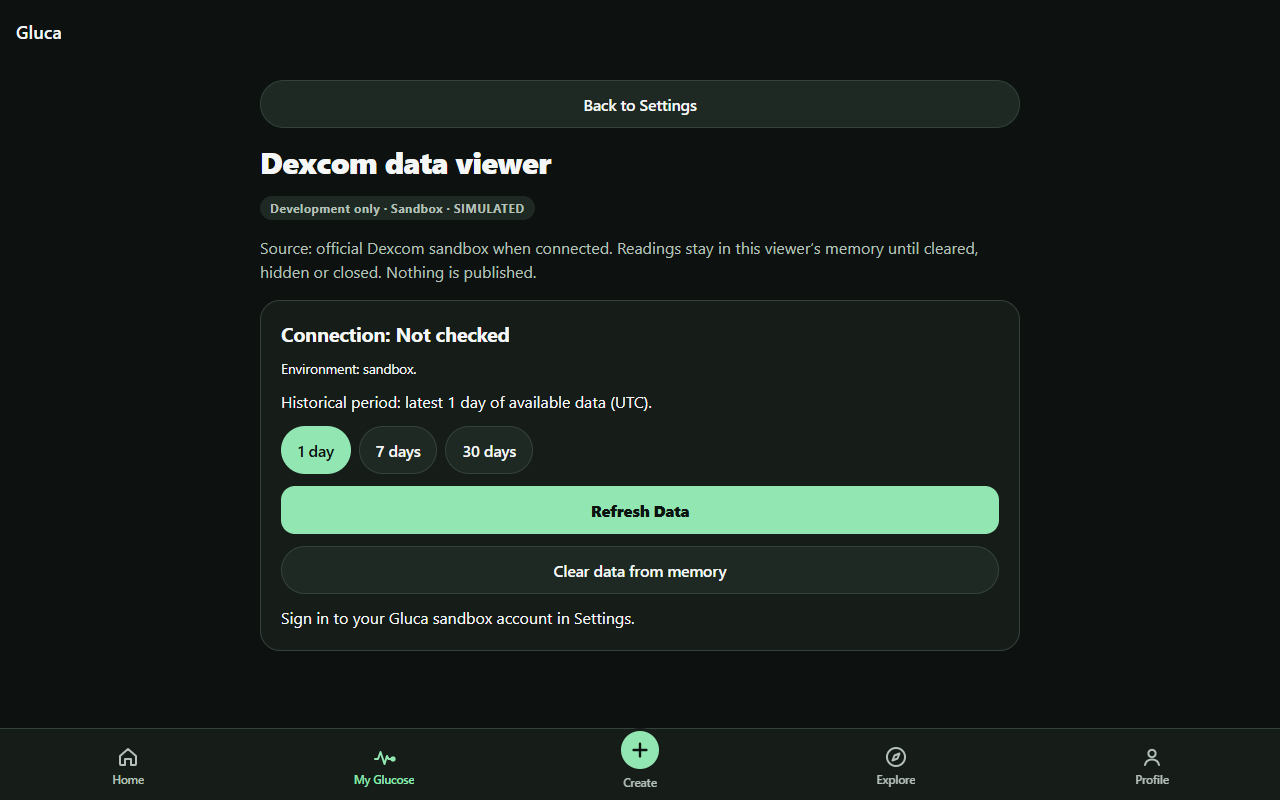 Gluca
Back to Settings
Dexcom data viewer
Development only · Sandbox · SIMULATED
Source: official Dexcom sandbox when connected. Readings stay in this viewer’s memory until cleared,
hidden or closed. Nothing is published.
Connection: Not checked
Environment: sandbox.
Historical period: latest 1 day of available data (UTC).
1 day 7 days 30 days
Refresh Data
Clear data from memory
Sign in to your Gluca sandbox account in Settings.
Home My Glucose Create Explore Profile